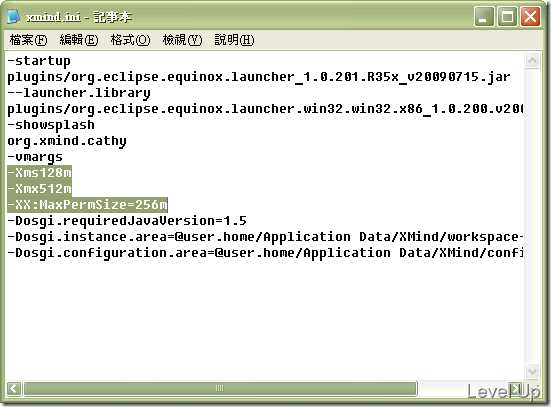 xmind.ini - 記事本
檔案(F) 編輯(E) 格式(O) 檢視(V) 說明(H)
-startup
plugins/org.eclipse.equinox.launcher_1.0.201.R35x_v20090715.jar
--launcher.library
plugins/org.eclipse.equinox.launcher.win32.win32.x86_1.0.200.v200
-showsplash
org.xmind.cathy
-vmargs
-Xms128m
-Xmx512m
-XX:MaxPermSize=256m
-Dosgi.requiredJavaVersion=1.5
-Dosgi.instance.area=@user.home/Application Data/XMind/workspace-
-Dosgi.configuration.area=@user.home/Application Data/XMind/confi
Level Up